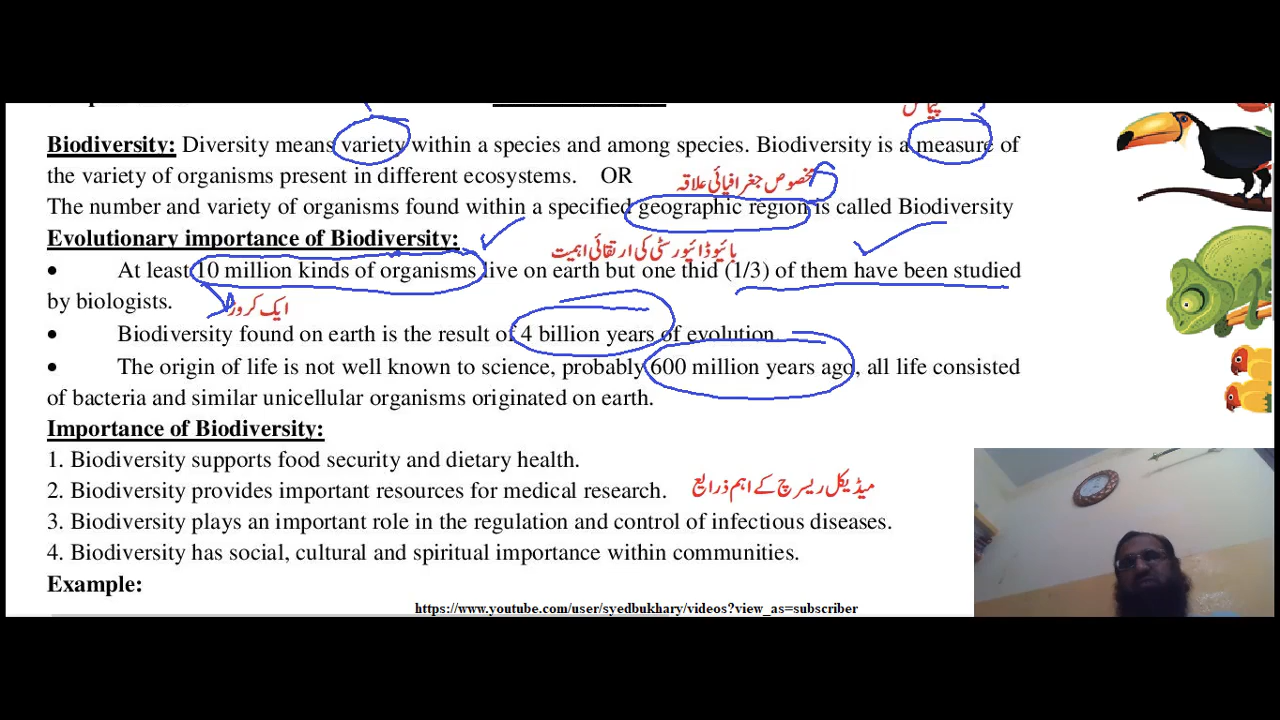 پیمائش
Biodiversity: Diversity means variety within a species and among species. Biodiversity is a measure of
the variety of organisms present in different ecosystems. OR
مخصوص جغرافیائی علاقہ
The number and variety of organisms found within a specified geographic region is called Biodiversity
Evolutionary importance of Biodiversity:
بائیوڈائیورسٹی کی ارتقائی اہمیت
• At least 10 million kinds of organisms live on earth but one thid (1/3) of them have been studied
by biologists.
ایک کروڑ
• Biodiversity found on earth is the result of 4 billion years of evolution.
• The origin of life is not well known to science, probably 600 million years ago, all life consisted
of bacteria and similar unicellular organisms originated on earth.
Importance of Biodiversity:
1. Biodiversity supports food security and dietary health.
2. Biodiversity provides important resources for medical research.
میڈیکل ریسرچ کے اہم ذرایع
3. Biodiversity plays an important role in the regulation and control of infectious diseases.
4. Biodiversity has social, cultural and spiritual importance within communities.
Example:
https://www.youtube.com/user/syedbukhary/videos?view_as=subscriber